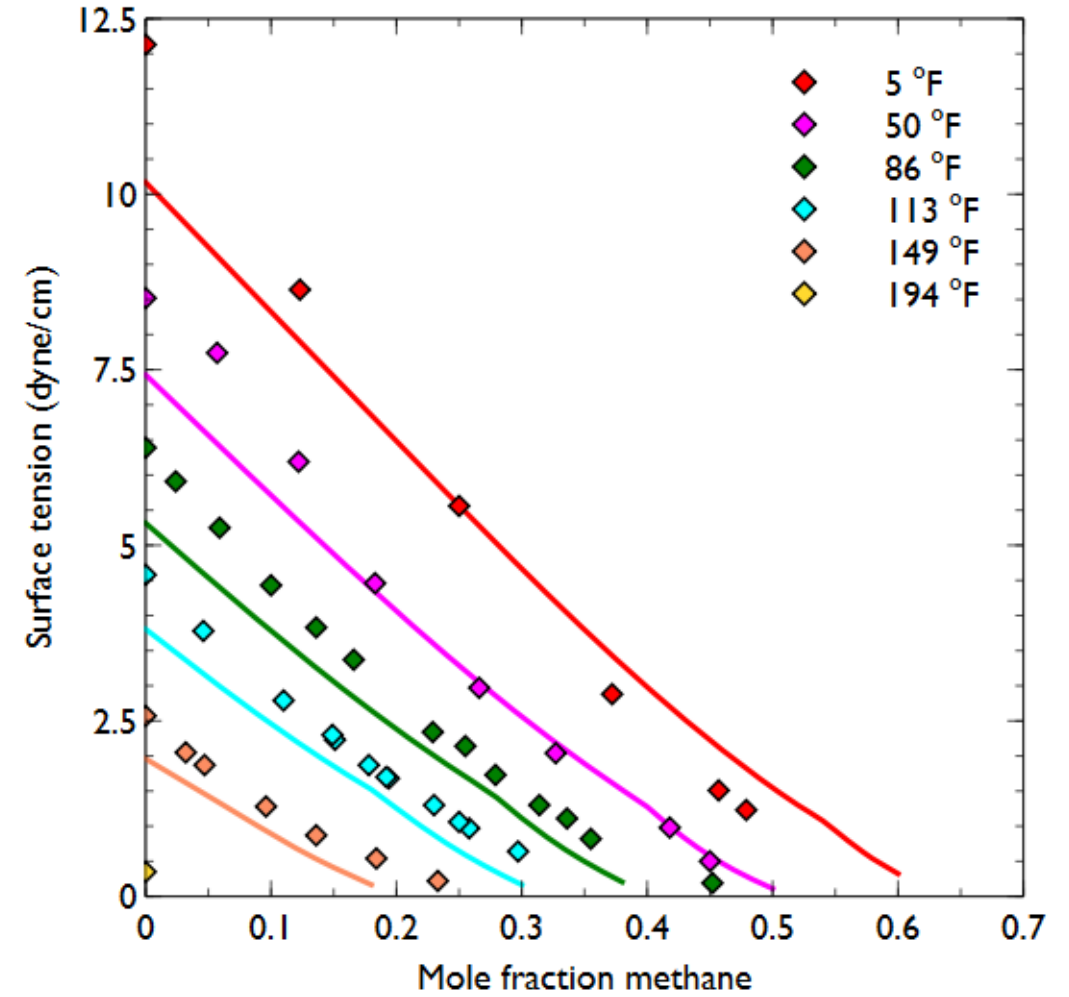 12.5
10
7.5
5
2.5
0
Surface tension (dyne/cm)
5 °F
50 °F
86 °F
113 °F
149 °F
194 °F
0 0.1 0.2 0.3 0.4 0.5 0.6 0.7
Mole fraction methane